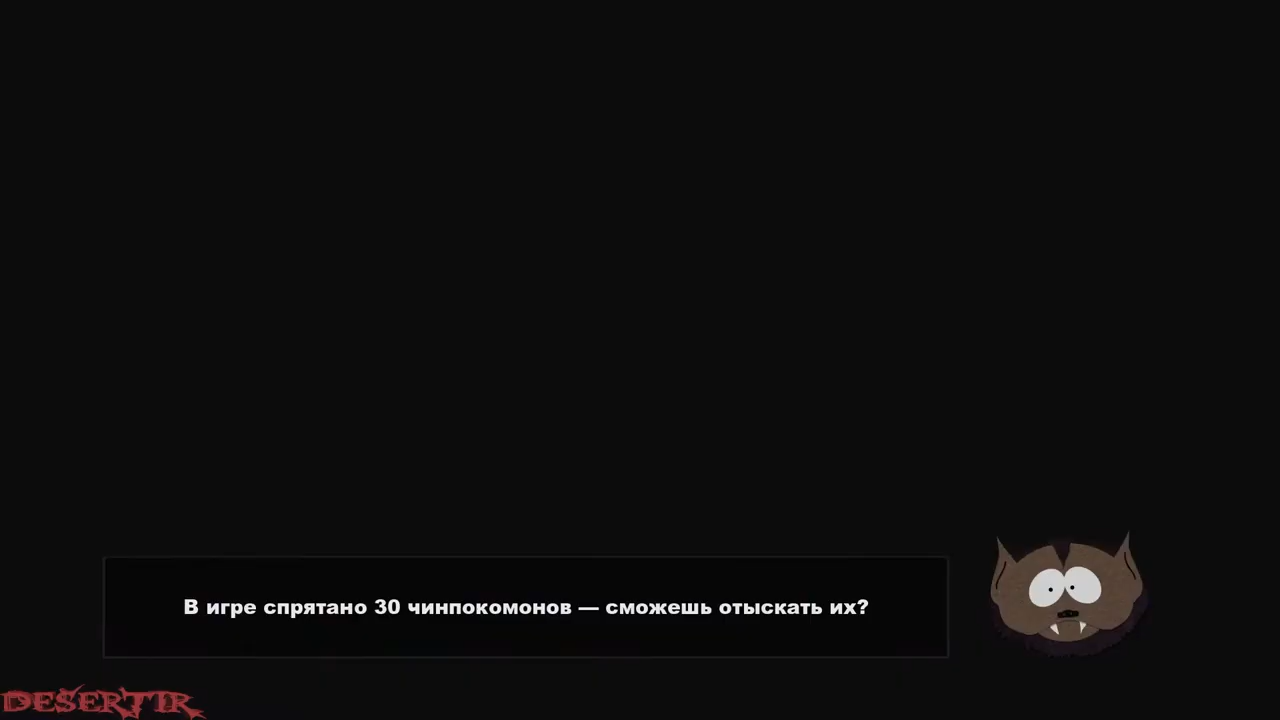 В игре спрятано 30 чинпокомонов — сможешь отыскать их?
DESERTIR